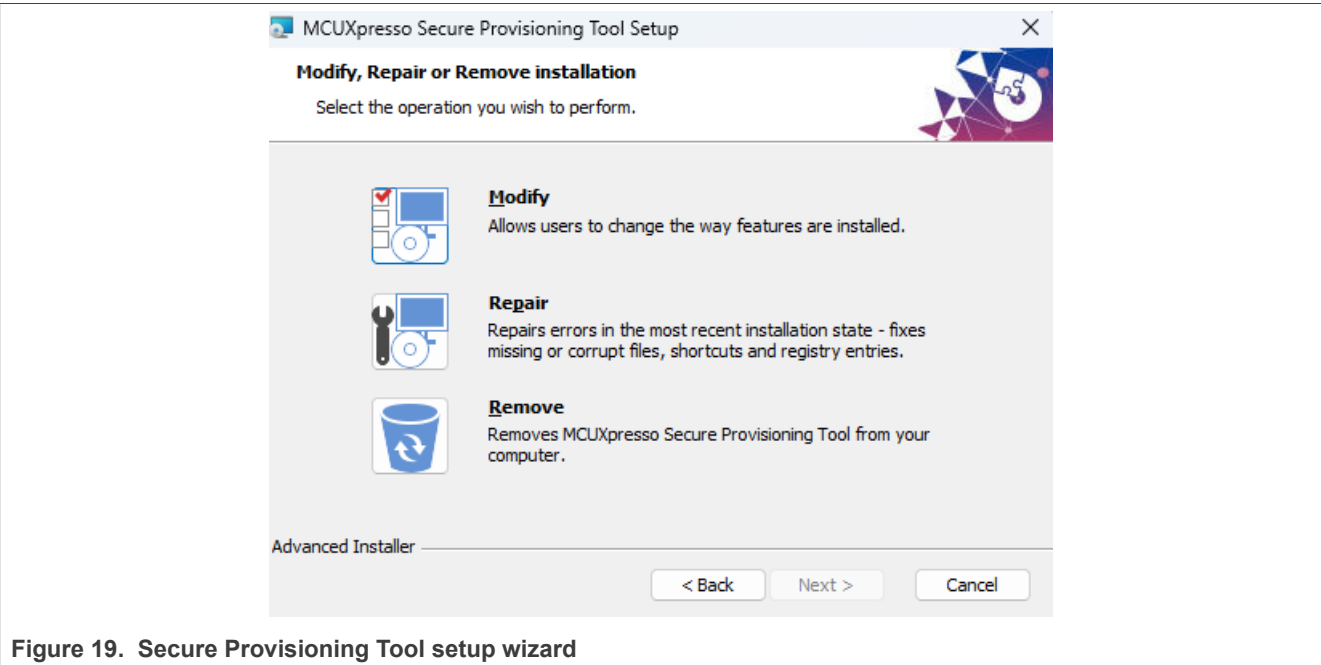 MCUXpresso Secure Provisioning Tool Setup
Modify, Repair or Remove installation
Select the operation you wish to perform.
Modify
Allows users to change the way features are installed.
Repair
Repairs errors in the most recent installation state - fixes
missing or corrupt files, shortcuts and registry entries.
Remove
Removes MCUXpresso Secure Provisioning Tool from your
computer.
Advanced Installer
< Back Next > Cancel
Figure 19. Secure Provisioning Tool setup wizard